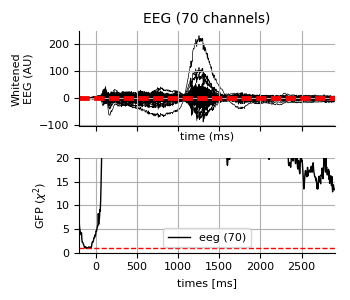 EEG (70 channels)
Whitened
EEG (AU)
200
100
0
−100
time (ms)
GFP (χ²)
20
15
10
5
0
eeg (70)
0
500
1000
1500
2000
2500
times [ms]